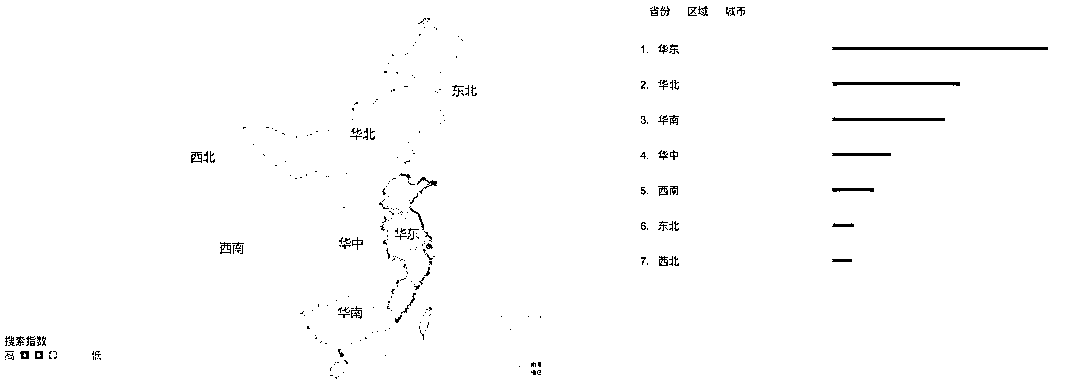 省份 区域 城市
1. 华东
2. 华北
3. 华南
4. 华中
5. 西南
6. 东北
7. 西北
东北
华北
西北
华东
华中
西南
华南
搜索指数
高 低